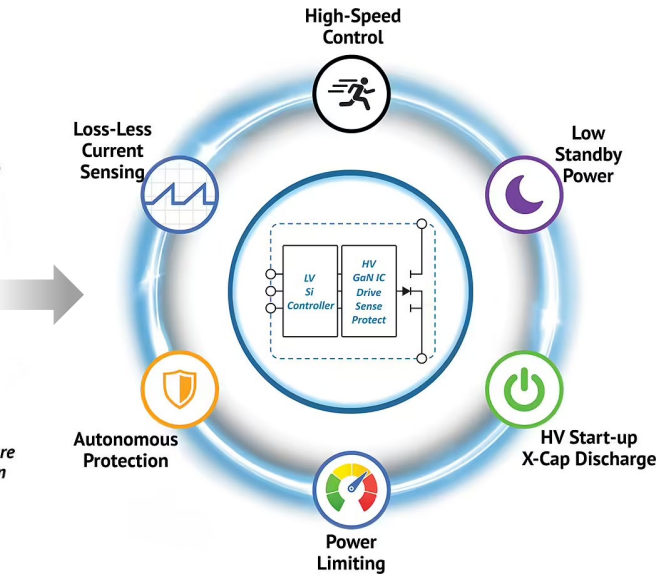 High-Speed
Control
Loss-Less
Current
Sensing
Low
Standby
Power
LV
Si
Controller
HV
GaN IC
Drive
Sense
Protect
Autonomous
Protection
HV Start-up
X-Cap Discharge
Power
Limiting